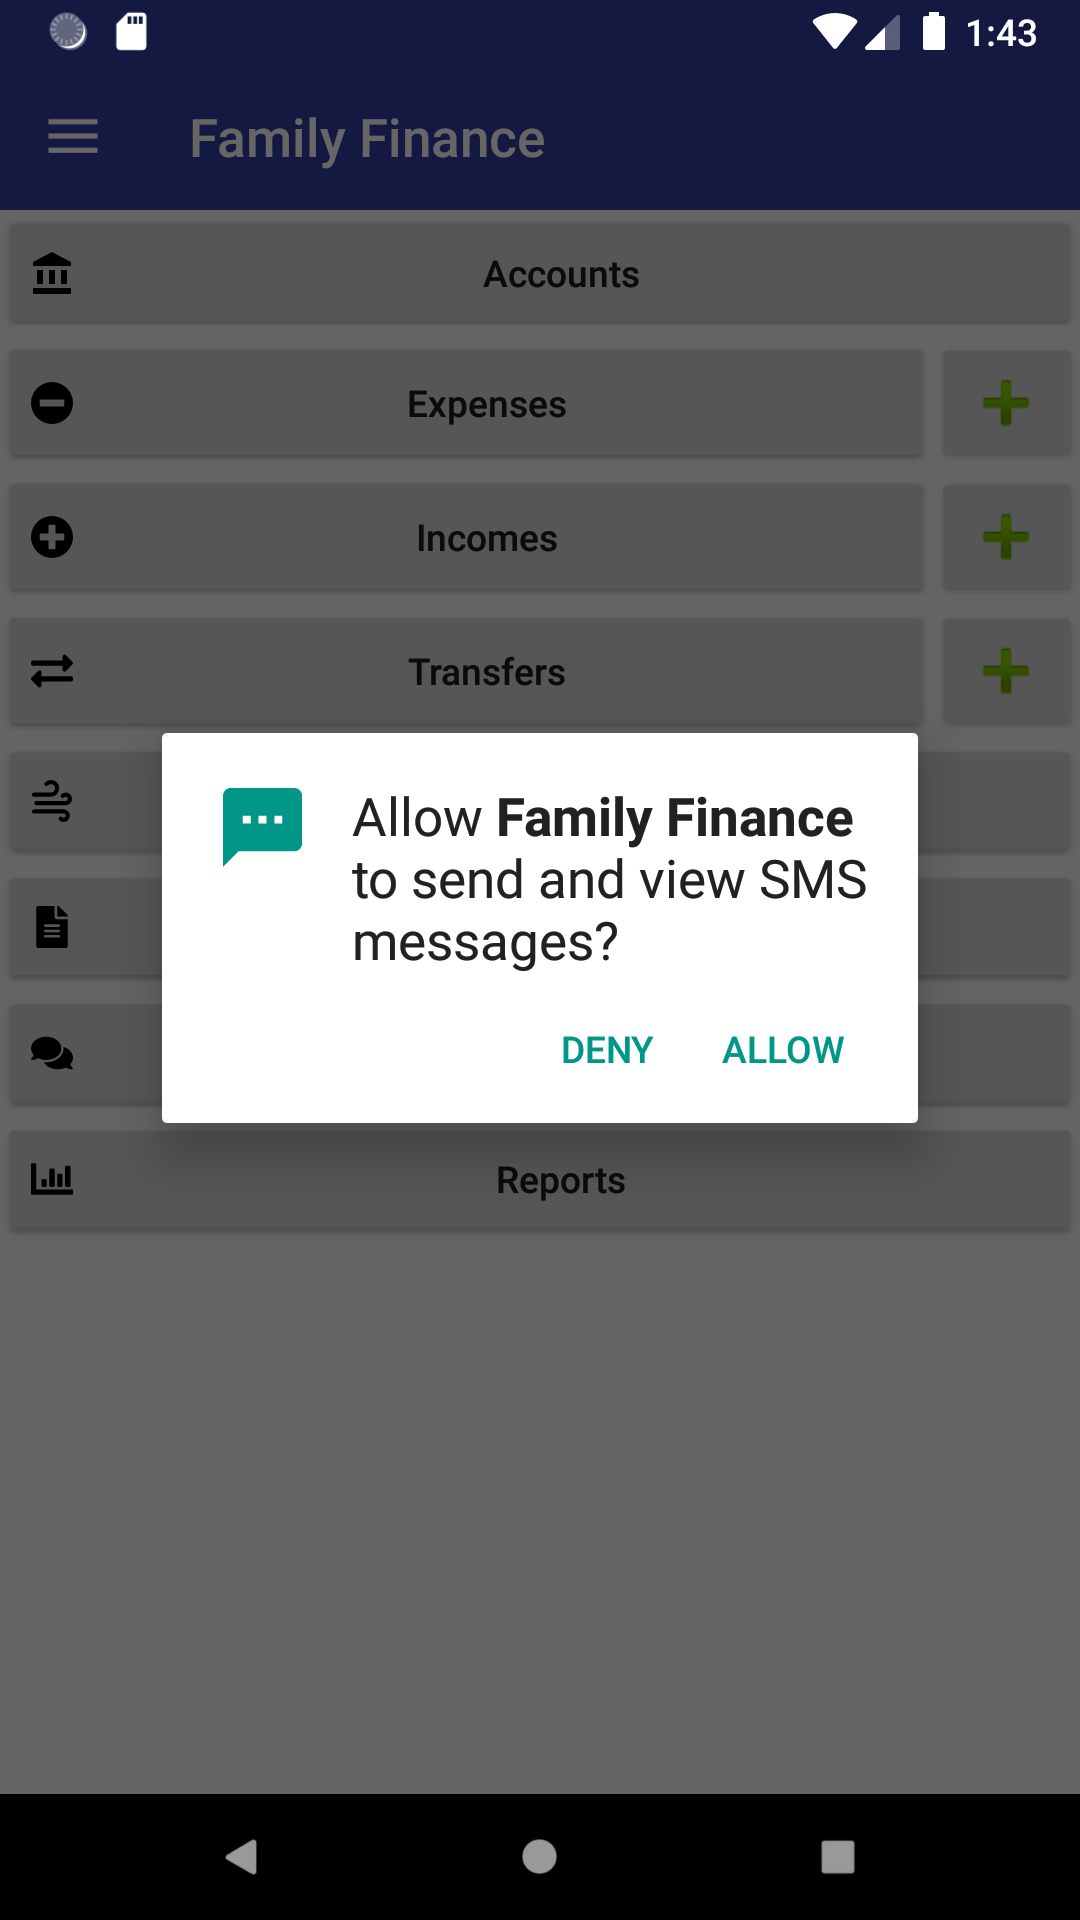 1:43
Family Finance
Accounts
Expenses
Incomes
Transfers
Allow Family Finance
to send and view SMS
messages?
DENY ALLOW
Reports